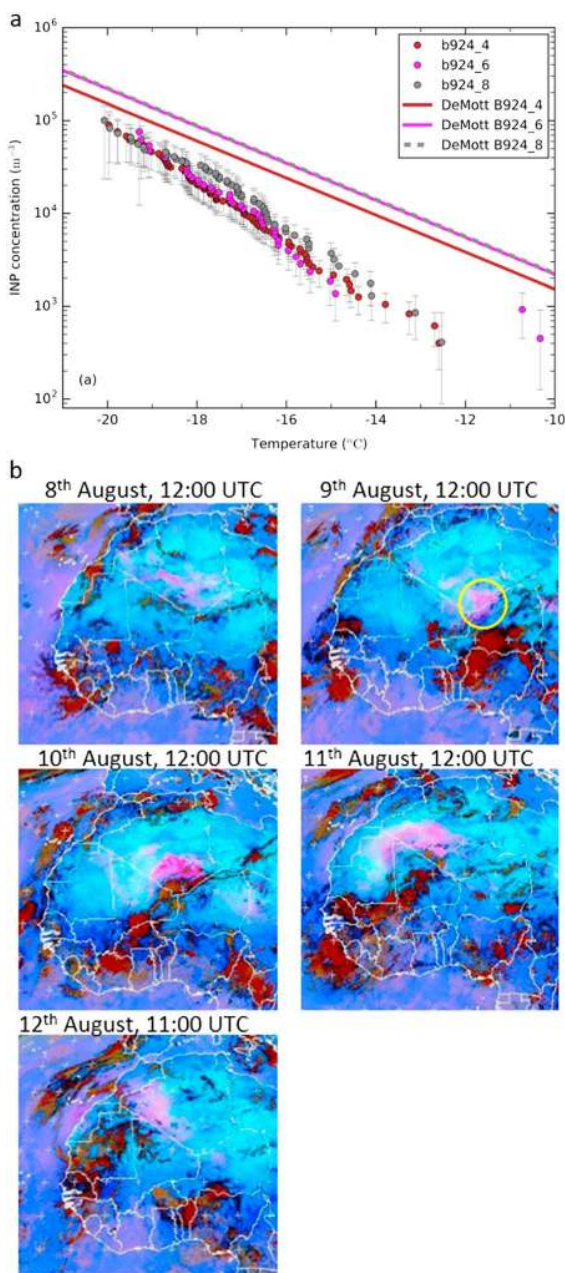 a
10⁶
10⁵
10⁴
10³
10²
INP concentration (m⁻³)
b924_4
b924_6
b924_8
DeMott B924_4
DeMott B924_6
DeMott B924_8
(a)
-20 -18 -16 -14 -12 -10
Temperature (°C)
b
8th August, 12:00 UTC
9th August, 12:00 UTC
10th August, 12:00 UTC
11th August, 12:00 UTC
12th August, 11:00 UTC